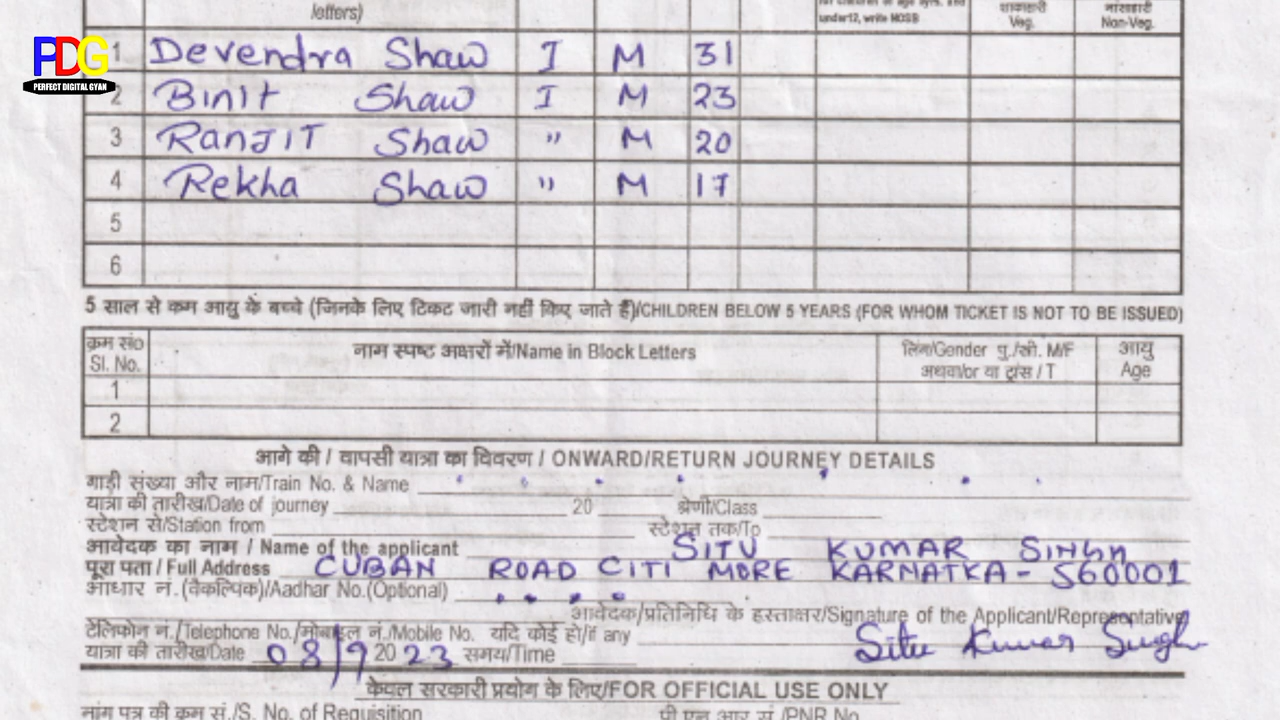 letters)
under12, write NOSB
शाकाहारी
Veg.
मांसाहारी
Non-Veg.
PDG
PERFECT DIGITAL GYAN
1 Devendra Shaw I M 31
2 Binit Shaw I M 23
3 RanJiT Shaw " M 20
4 Rekha Shaw " M 17
5
6
5 साल से कम आयु के बच्चे (जिनके लिए टिकट जारी नहीं किए जाते हैं)/CHILDREN BELOW 5 YEARS (FOR WHOM TICKET IS NOT TO BE ISSUED)
क्रम सं० नाम स्पष्ट अक्षरों में/Name in Block Letters लिंग/Gender पु./स्त्री. M/F आयु
Sl. No. अथवा/or या ट्रांस / T Age
1
2
आगे की / वापसी यात्रा का विवरण / ONWARD/RETURN JOURNEY DETAILS
गाड़ी संख्या और नाम/Train No. & Name
यात्रा की तारीख/Date of journey 20 श्रेणी/Class
स्टेशन से/Station from स्टेशन तक/To
आवेदक का नाम / Name of the applicant SITU KUMAR SINGH
पूरा पता / Full Address CUBAN ROAD CITI MORE KARNATKA - 560001
आधार नं.(वैकल्पिक)/Aadhar No.(Optional)
आवेदक/प्रतिनिधि के हस्ताक्षर/Signature of the Applicant/Representative
टेलिफोन नं./Telephone No./मोबाइल नं./Mobile No. यदि कोई हो/if any
यात्रा की तारीख/Date 08/9 20 23 समय/Time Situ Kumar Singh
केवल सरकारी प्रयोग के लिए/FOR OFFICIAL USE ONLY
मांग पत्र की क्रम सं./S. No. of Requisition पी एन आर सं./PNR No